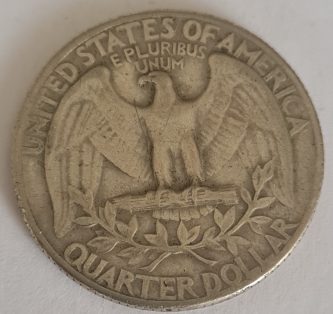 UNITED STATES OF AMERICA
E PLURIBUS
UNUM
QUARTER DOLLAR